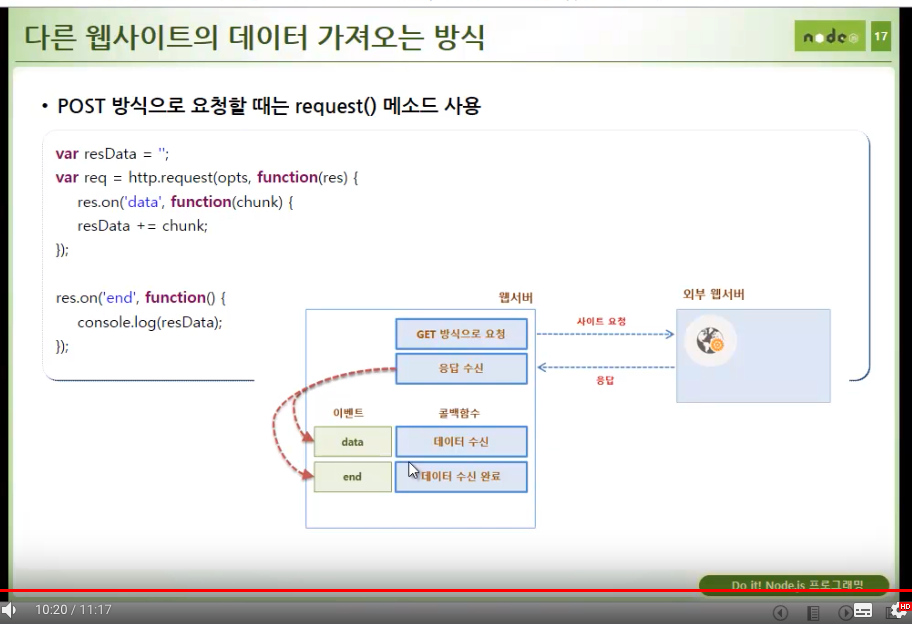 다른 웹사이트의 데이터 가져오는 방식
node
17
• POST 방식으로 요청할 때는 request() 메소드 사용
var resData = '';
var req = http.request(opts, function(res) {
res.on('data', function(chunk) {
resData += chunk;
});
res.on('end', function() {
console.log(resData);
});
웹서버
외부 웹서버
GET 방식으로 요청
사이트 요청
응답 수신
응답
이벤트
콜백함수
data
데이터 수신
end
데이터 수신 완료
Do it! Node.js 프로그래밍
10:20 / 11:17
HD